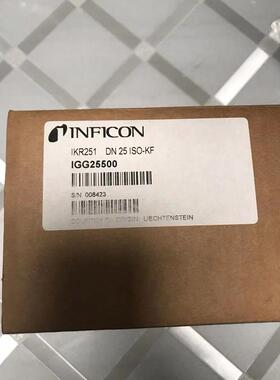 INFICON
IKR251 DN 25 ISO-KF
IGG25500
S/N 008423
COUNTRY OF ORIGIN: LIECHTENSTEIN